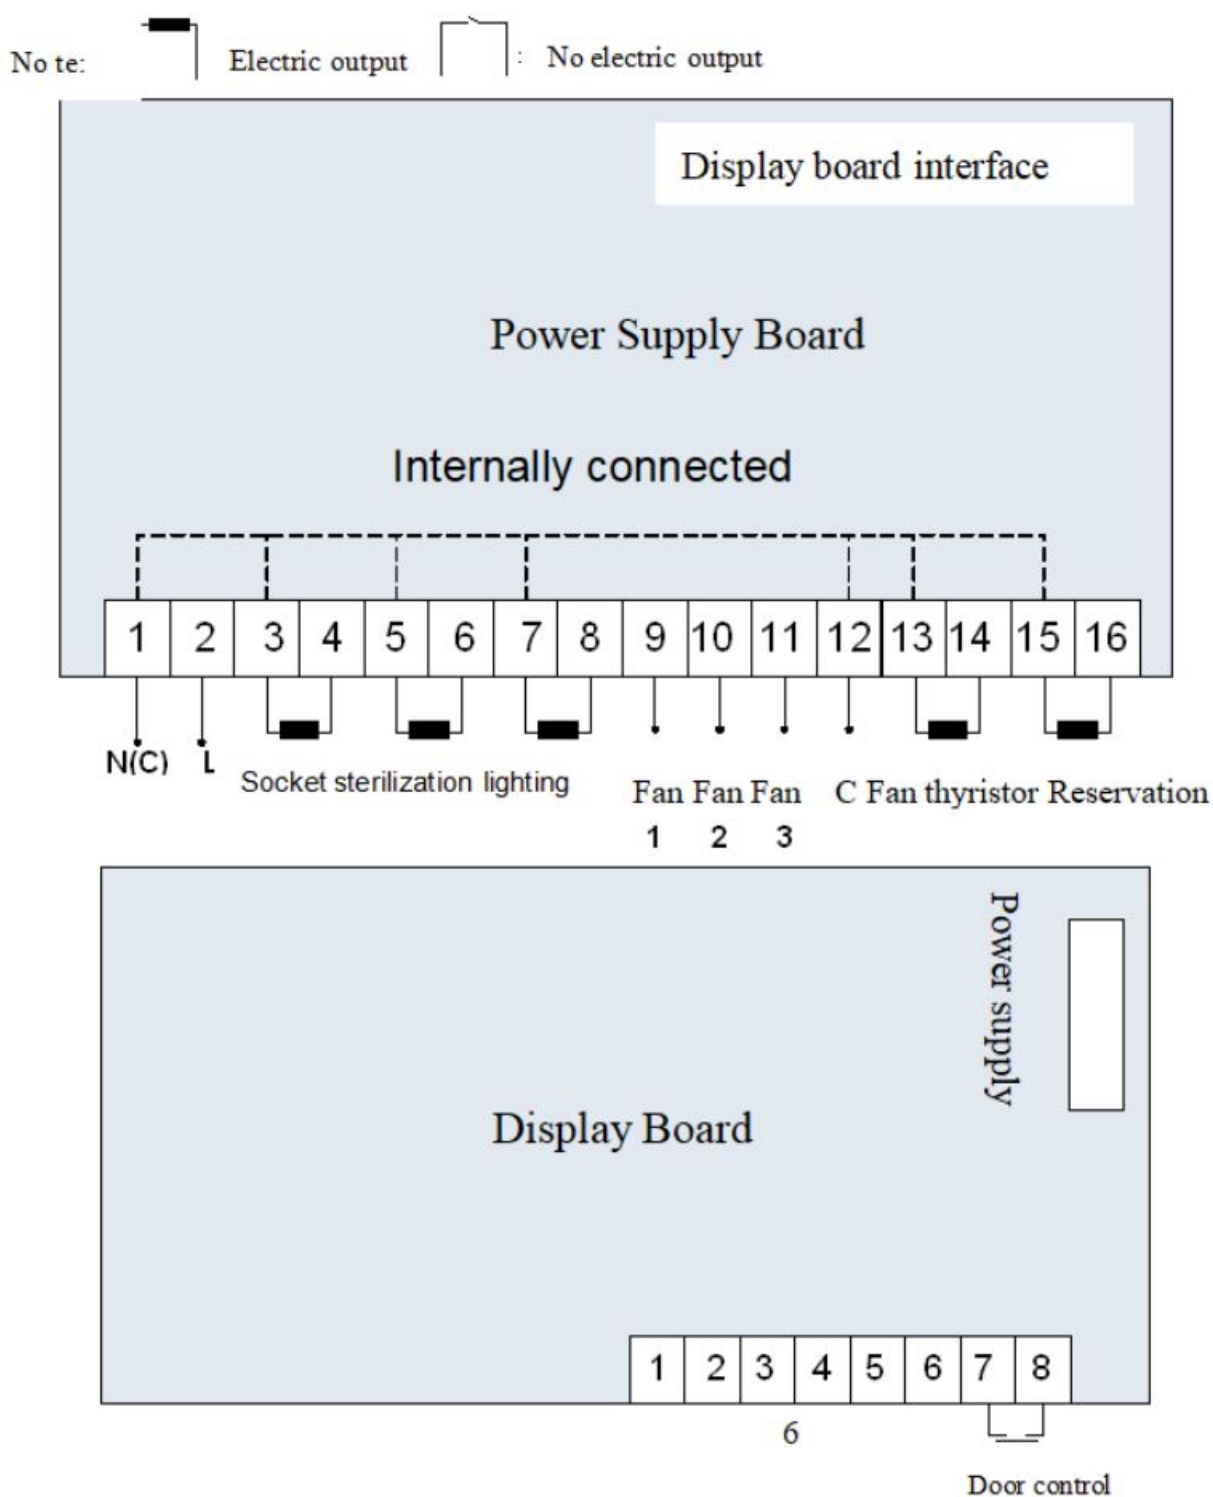 No te: Electric output : No electric output
Display board interface
Power Supply Board
Internally connected
1 2 3 4 5 6 7 8 9 10 11 12 13 14 15 16
N(C) L Socket sterilization lighting Fan Fan Fan C Fan thyristor Reservation
1 2 3
Power supply
Display Board
1 2 3 4 5 6 7 8
6
Door control